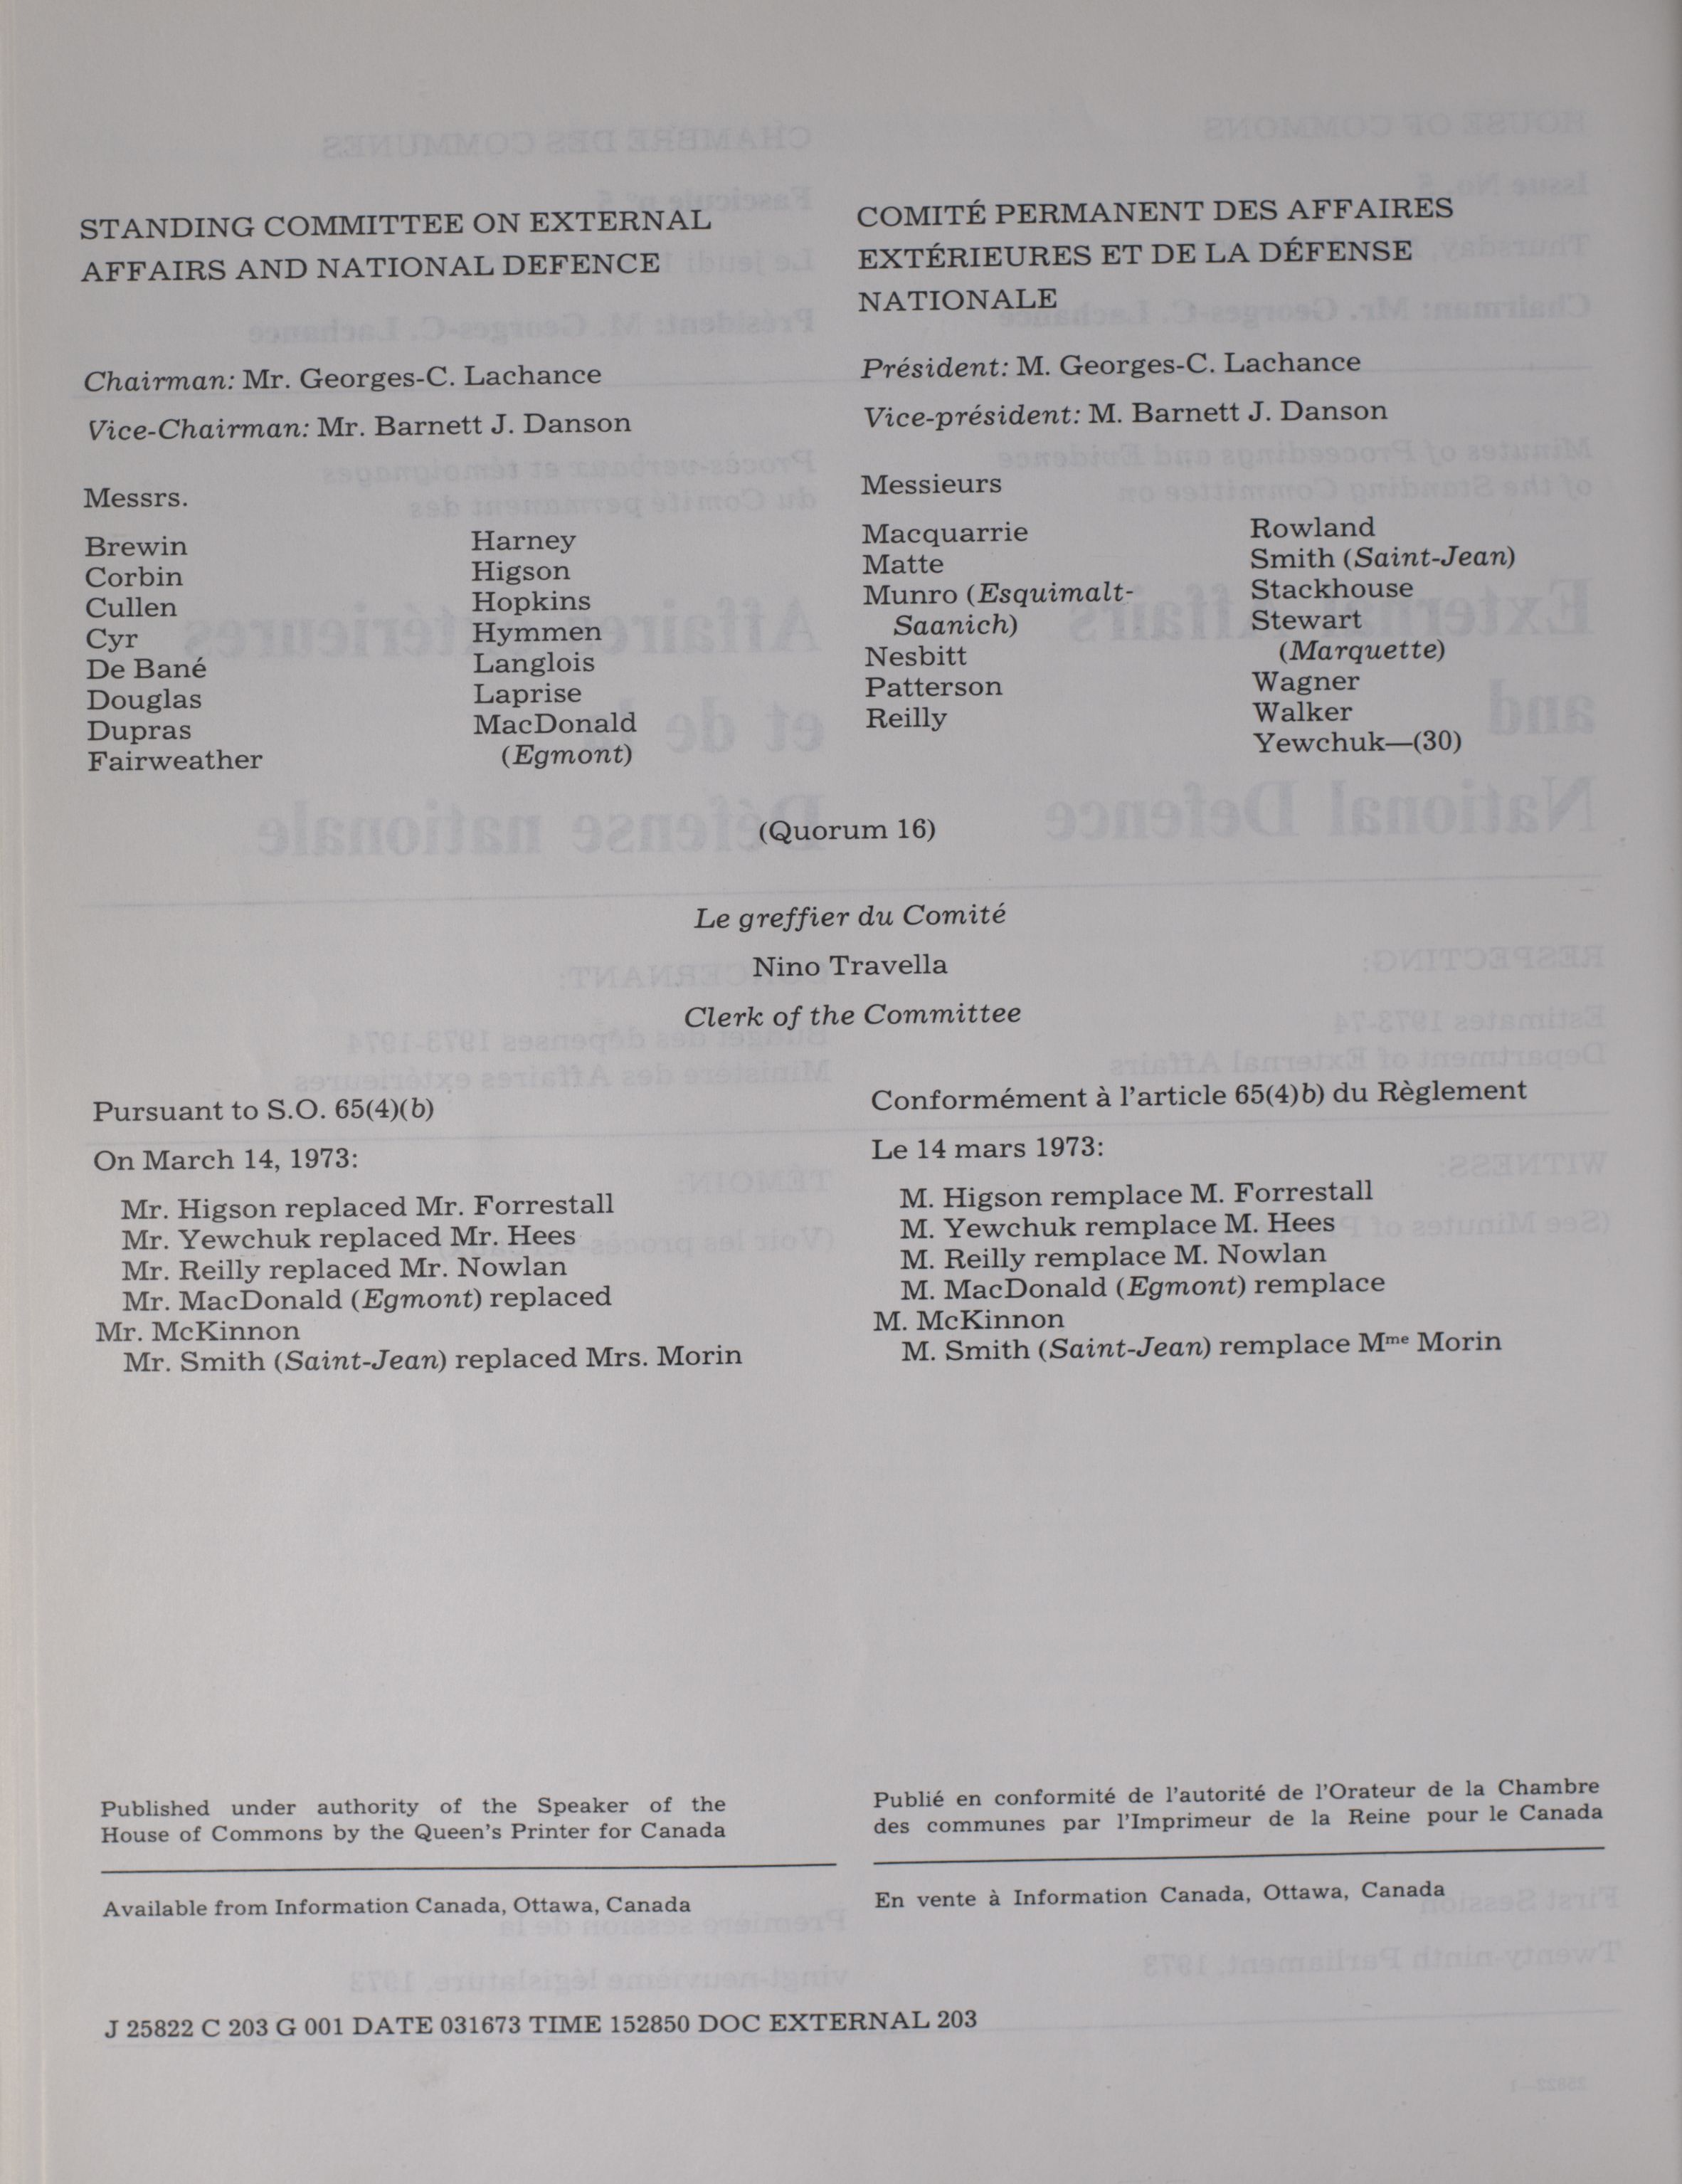 STANDING COMMITTEE ON EXTERNAL
AFFAIRS AND NATIONAL DEFENCE
Chairman: Mr. Georges-C. Lachance
Vice-Chairman: Mr. Barnett J. Danson
Messrs.
Brewin
Corbin
Cullen
Cyr
De Bané
Douglas
Dupras
Fairweather
Harney
Higson
Hopkins
Hymmen
Langlois
Laprise
MacDonald
(Egmont)
COMITÉ PERMANENT DES AFFAIRES
EXTÉRIEURES ET DE LA DÉFENSE
NATIONALE
Président: M. Georges-C. Lachance
Vice-président: M. Barnett J. Danson
Messieurs
Macquarrie
Matte
Munro (Esquimalt-
Saanich)
Nesbitt
Patterson
Reilly
Rowland
Smith (Saint-Jean)
Stackhouse
Stewart
(Marquette)
Wagner
Walker
Yewchuk—(30)
(Quorum 16)
Le greffier du Comité
Nino Travella
Clerk of the Committee
Pursuant to S.O. 65(4)(b)
On March 14, 1973:
Mr. Higson replaced Mr. Forrestall
Mr. Yewchuk replaced Mr. Hees
Mr. Reilly replaced Mr. Nowlan
Mr. MacDonald (Egmont) replaced
Mr. McKinnon
Mr. Smith (Saint-Jean) replaced Mrs. Morin
Conformément à l'article 65(4)b) du Règlement
Le 14 mars 1973:
M. Higson remplace M. Forrestall
M. Yewchuk remplace M. Hees
M. Reilly remplace M. Nowlan
M. MacDonald (Egmont) remplace
M. McKinnon
M. Smith (Saint-Jean) remplace Mme Morin
Published under authority of the Speaker of the
House of Commons by the Queen's Printer for Canada
Available from Information Canada, Ottawa, Canada
Publié en conformité de l'autorité de l'Orateur de la Chambre
des communes par l'Imprimeur de la Reine pour le Canada
En vente à Information Canada, Ottawa, Canada
J 25822 C 203 G 001 DATE 031673 TIME 152850 DOC EXTERNAL 203